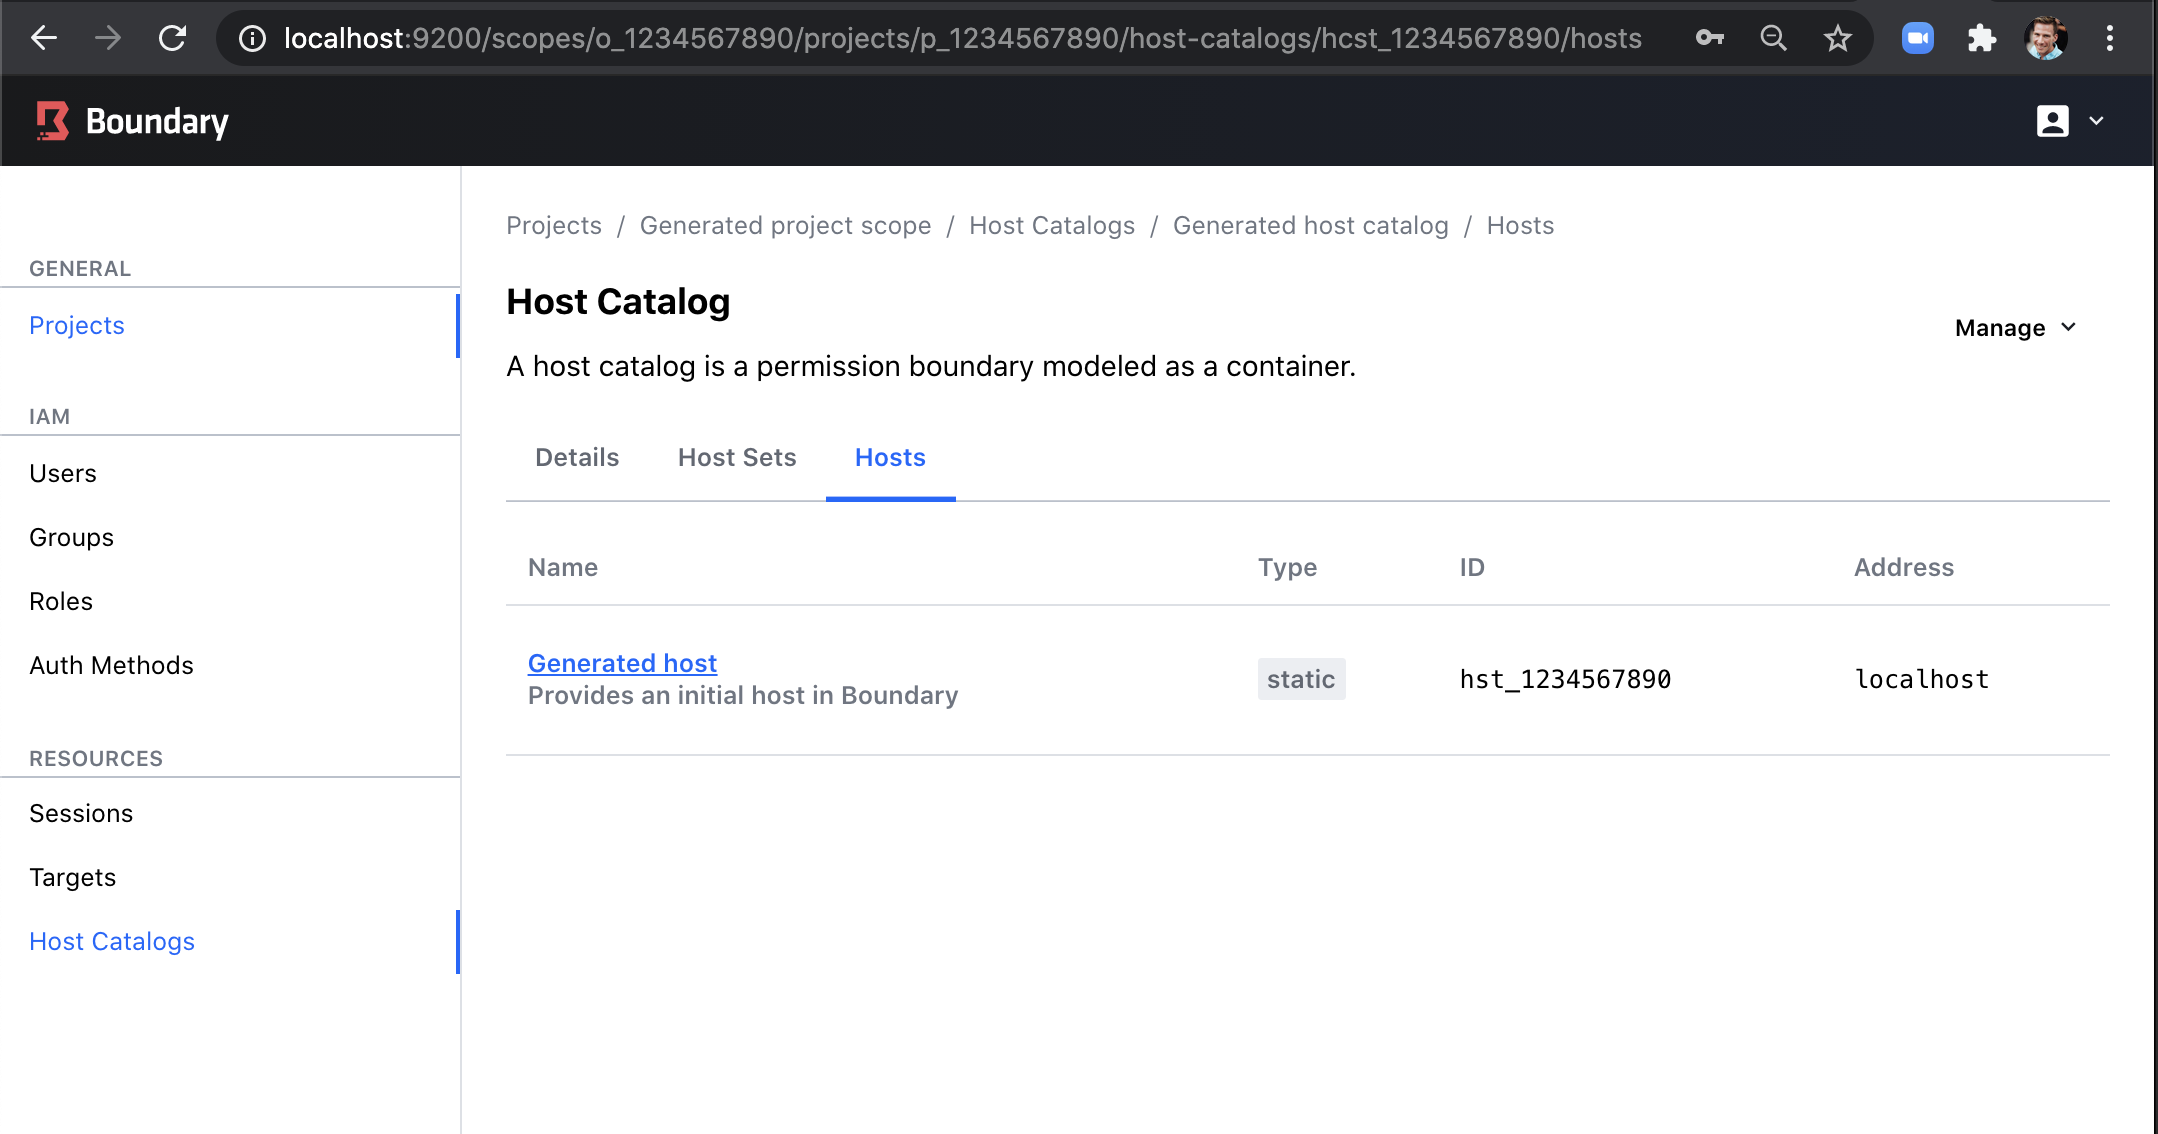 localhost:9200/scopes/o_1234567890/projects/p_1234567890/host-catalogs/hcst_1234567890/hosts
Boundary
GENERAL
Projects
IAM
Users
Groups
Roles
Auth Methods
RESOURCES
Sessions
Targets
Host Catalogs
Projects / Generated project scope / Host Catalogs / Generated host catalog / Hosts
Host Catalog
Manage
A host catalog is a permission boundary modeled as a container.
Details Host Sets Hosts
Name Type ID Address
Generated host
Provides an initial host in Boundary
static hst_1234567890 localhost